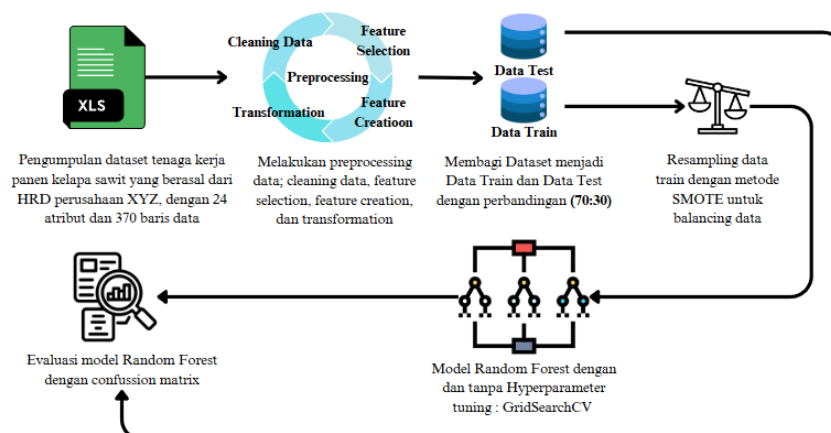 XLS
Pengumpulan dataset tenaga kerja
panen kelapa sawit yang berasal dari
HRD perusahaan XYZ, dengan 24
atribut dan 370 baris data
Cleaning Data
Feature
Selection
Preprocessing
Transformation
Feature
Creatioon
Melakukan preprocessing
data; cleaning data, feature
selection, feature creation,
dan transformation
Data Test
Data Train
Membagi Dataset menjadi
Data Train dan Data Test
dengan perbandingan (70:30)
Resampling data
train dengan metode
SMOTE untuk
balancing data
Model Random Forest dengan
dan tanpa Hyperparameter
tuning : GridSearchCV
Evaluasi model Random Forest
dengan confussion matrix